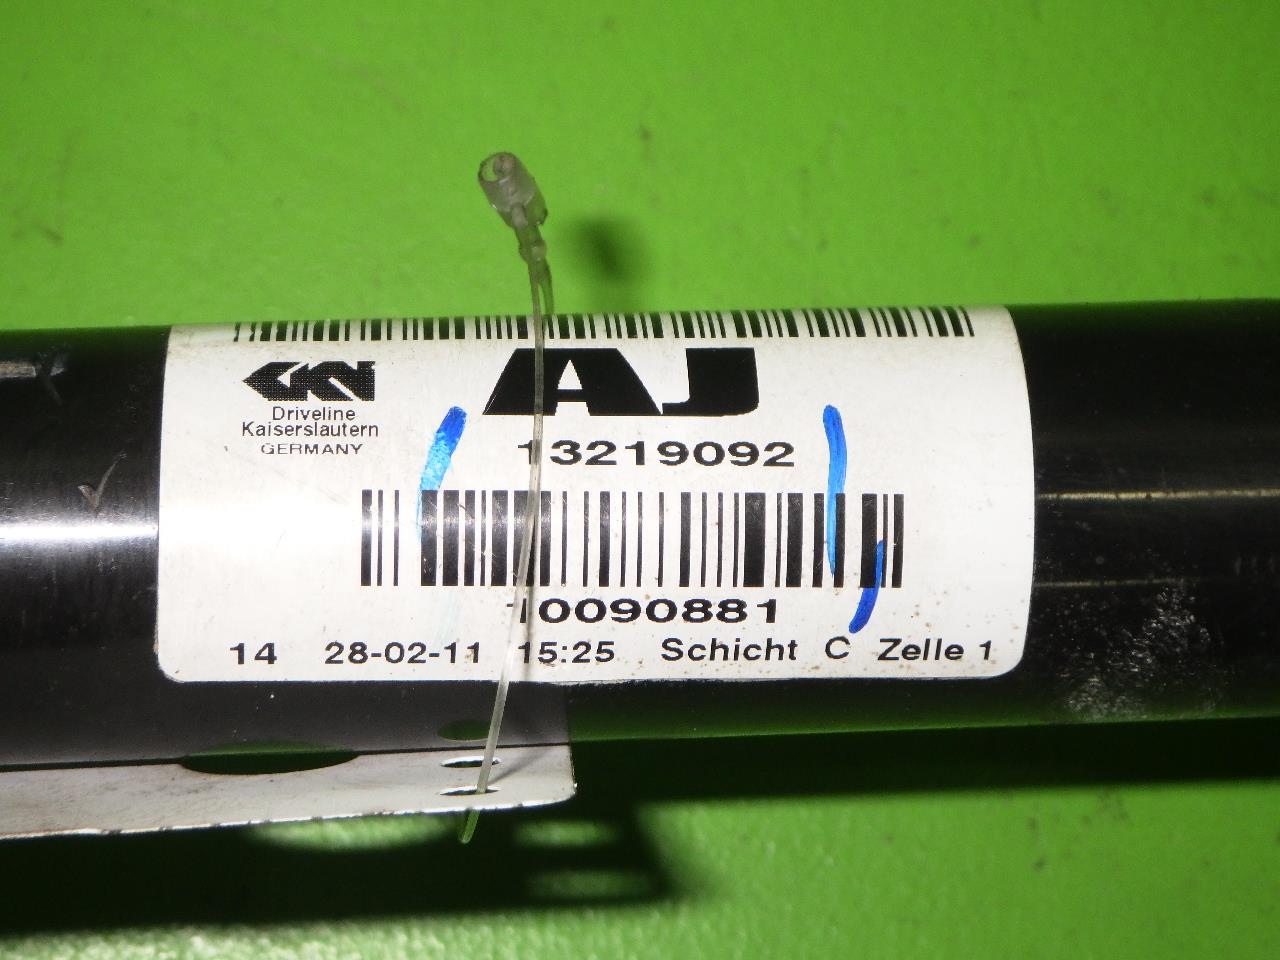 GKN
AJ
Driveline
Kaiserslautern
GERMANY
13219092
10090881
14 28-02-11 15:25 Schicht C Zelle 1